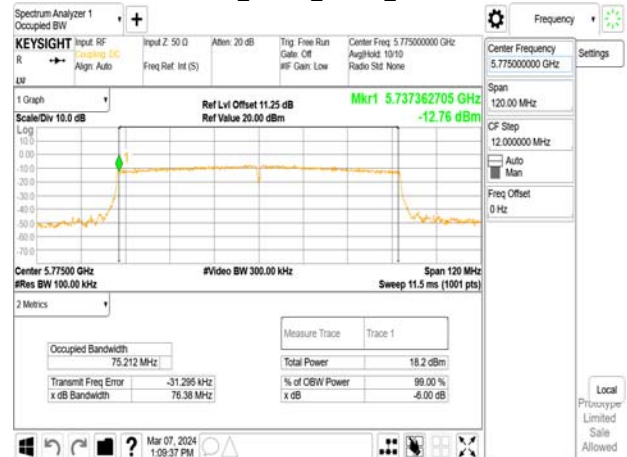 Spectrum Analyzer 1
Occupied BW
Frequency
KEYSIGHT
Input: RF
Coupling: DC
Align: Auto
Input Z: 50 Ω
Freq Ref: Int (S)
Atten: 20 dB
Trig: Free Run
Gate: Off
#IF Gain: Low
Center Freq: 5.775000000 GHz
Avg|Hold: 10/10
Radio Std: None
R
LU
Center Frequency
5.775000000 GHz
Settings
Span
120.00 MHz
CF Step
12.000000 MHz
Auto
Man
Freq Offset
0 Hz
1 Graph
Scale/Div 10.0 dB
Ref Lvl Offset 11.25 dB
Ref Value 20.00 dBm
Mkr1 5.737362705 GHz
-12.76 dBm
Log
10.0
0.00
-10.0
-20.0
-30.0
-40.0
-50.0
-60.0
-70.0
1
Center 5.77500 GHz
#Res BW 100.00 kHz
#Video BW 300.00 kHz
Span 120 MHz
Sweep 11.5 ms (1001 pts)
2 Metrics
Measure Trace
Trace 1
Occupied Bandwidth
75.212 MHz
Total Power
18.2 dBm
Transmit Freq Error
-31.295 kHz
% of OBW Power
99.00 %
x dB Bandwidth
76.38 MHz
x dB
-6.00 dB
Local
Prototype
Limited
Sale
Allowed
?
Mar 07, 2024
1:09:37 PM